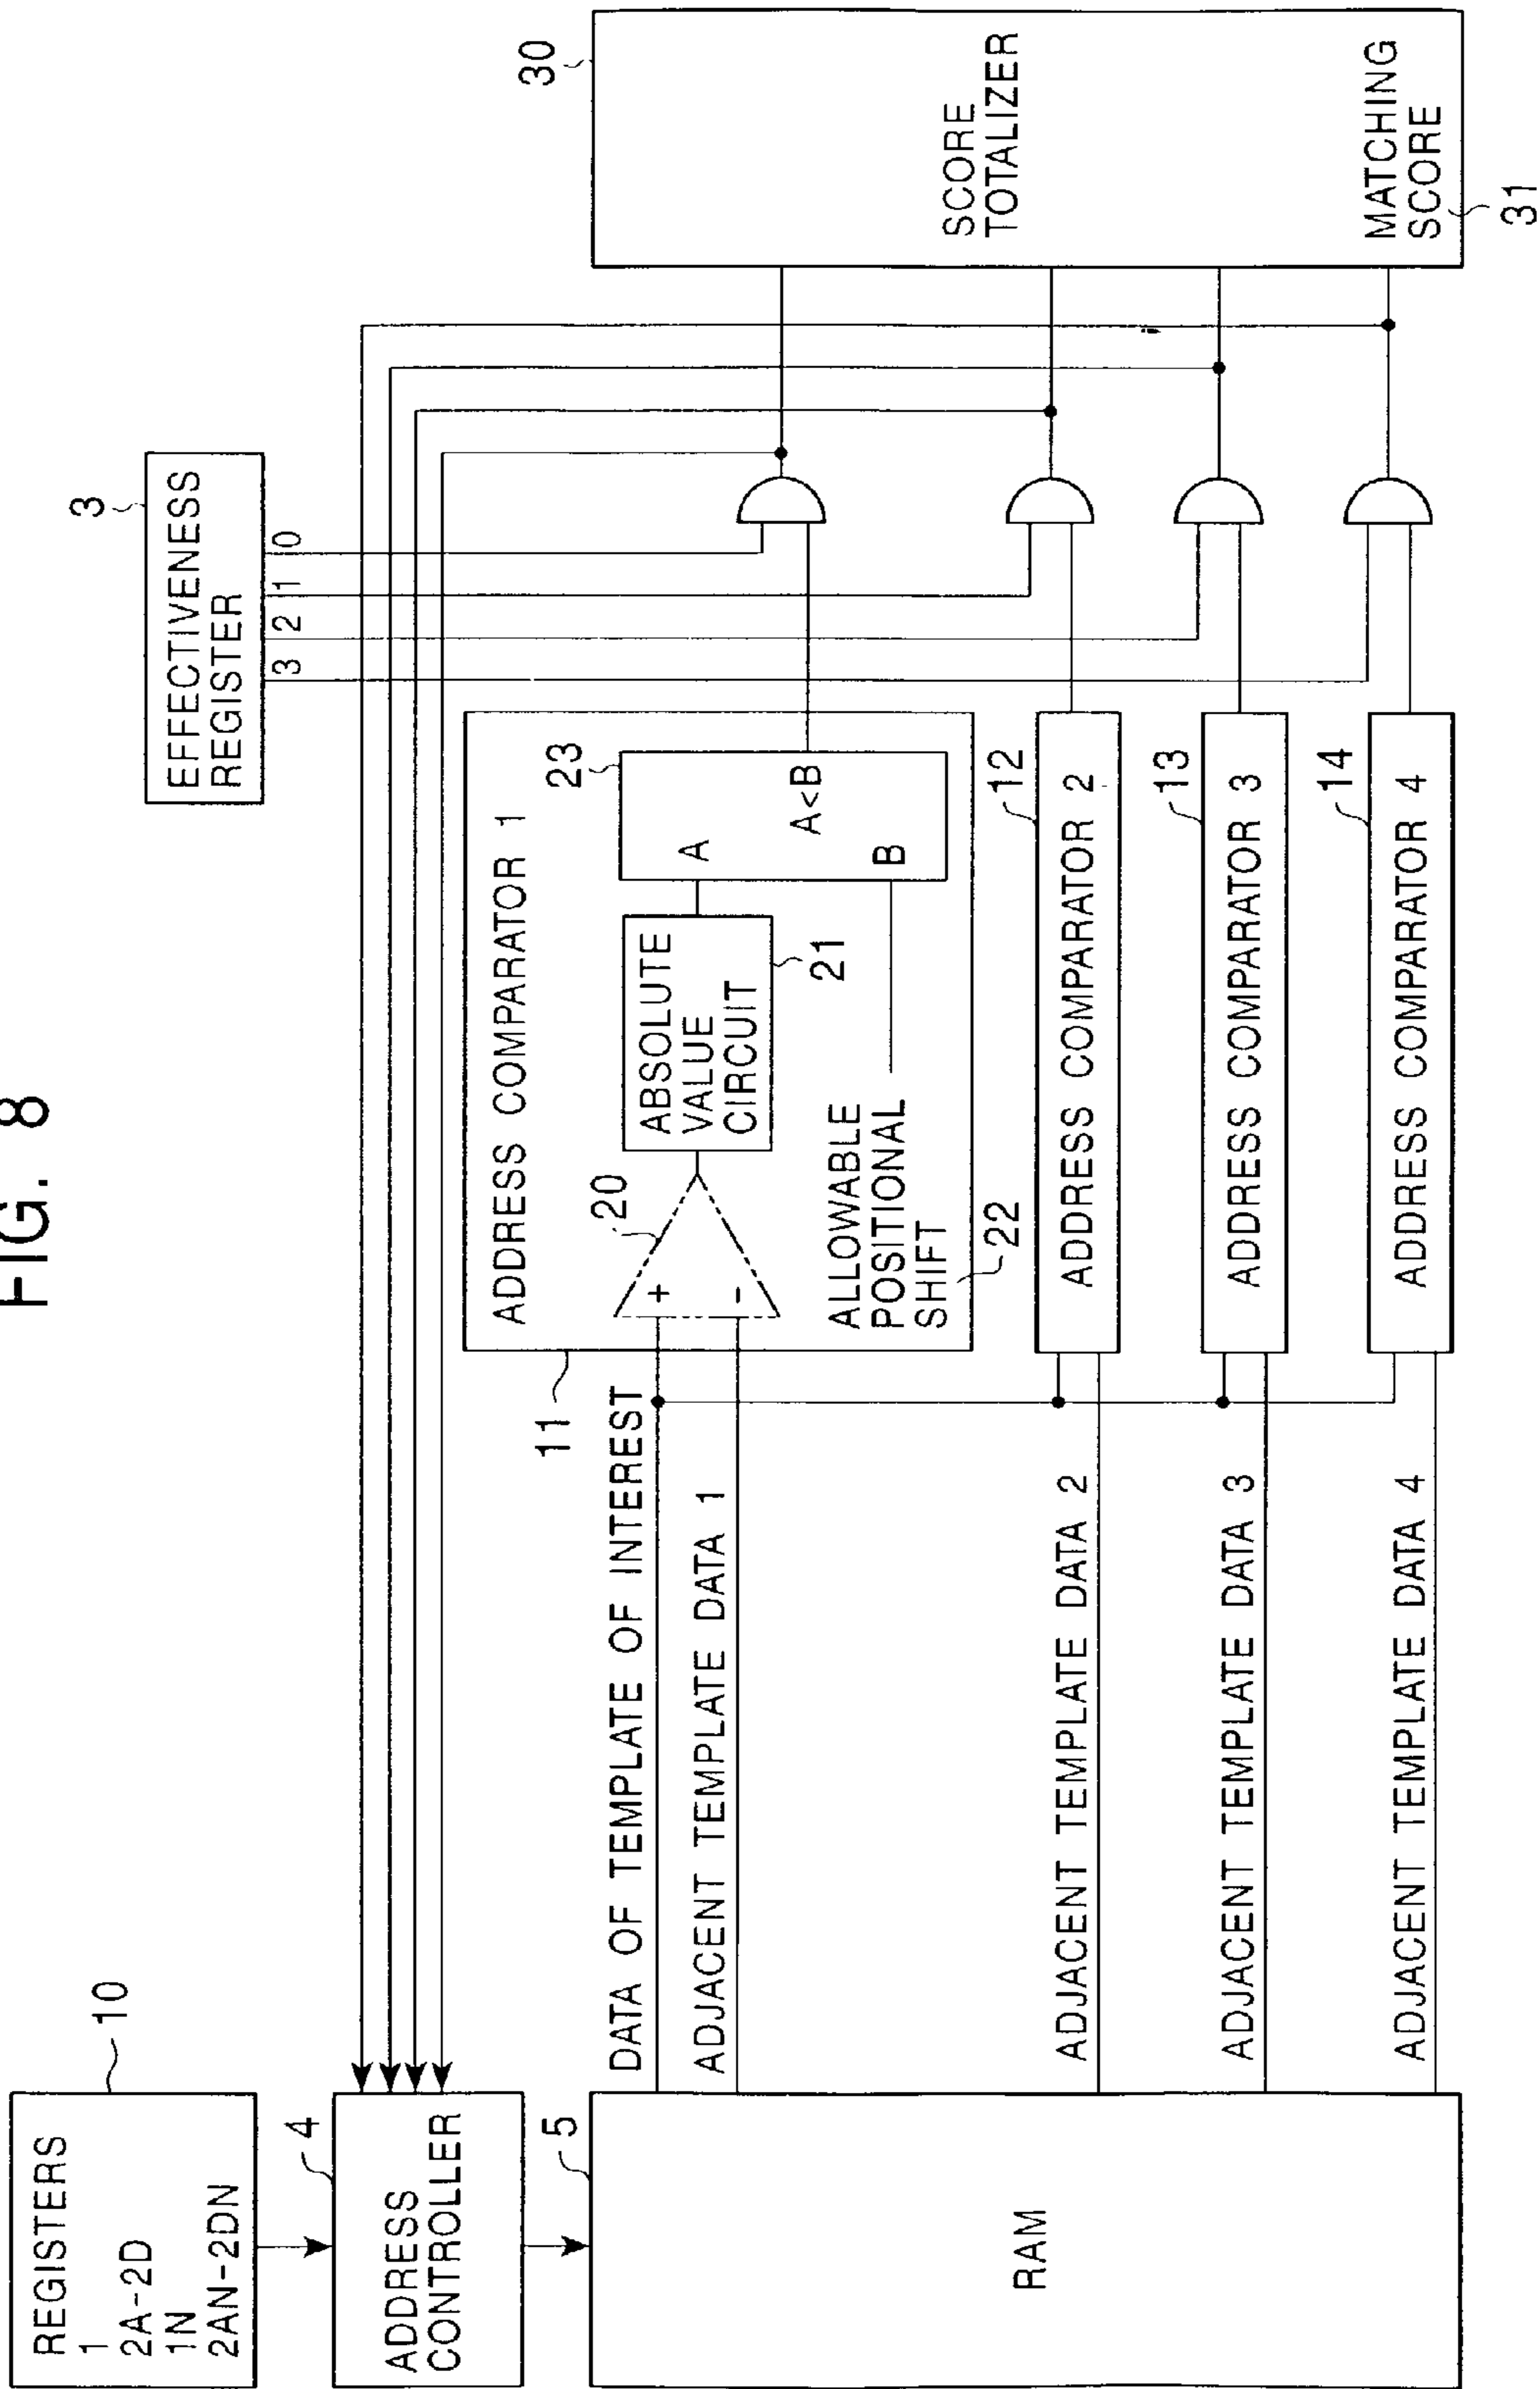 FIG. 8
REGISTERS
1
2A-2D
1N
2AN-2DN
10
ADDRESS
CONTROLLER
4
RAM
5
EFFECTIVENESS
REGISTER
3
3
2
1
0
DATA OF TEMPLATE OF INTEREST
ADJACENT TEMPLATE DATA 1
ADJACENT TEMPLATE DATA 2
ADJACENT TEMPLATE DATA 3
ADJACENT TEMPLATE DATA 4
11
ADDRESS COMPARATOR 1
+
-
20
ABSOLUTE
VALUE
CIRCUIT
21
ALLOWABLE
POSITIONAL
SHIFT
22
23
A
A<B
B
12
ADDRESS COMPARATOR 2
13
ADDRESS COMPARATOR 3
14
ADDRESS COMPARATOR 4
30
SCORE
TOTALIZER
MATCHING
SCORE
31